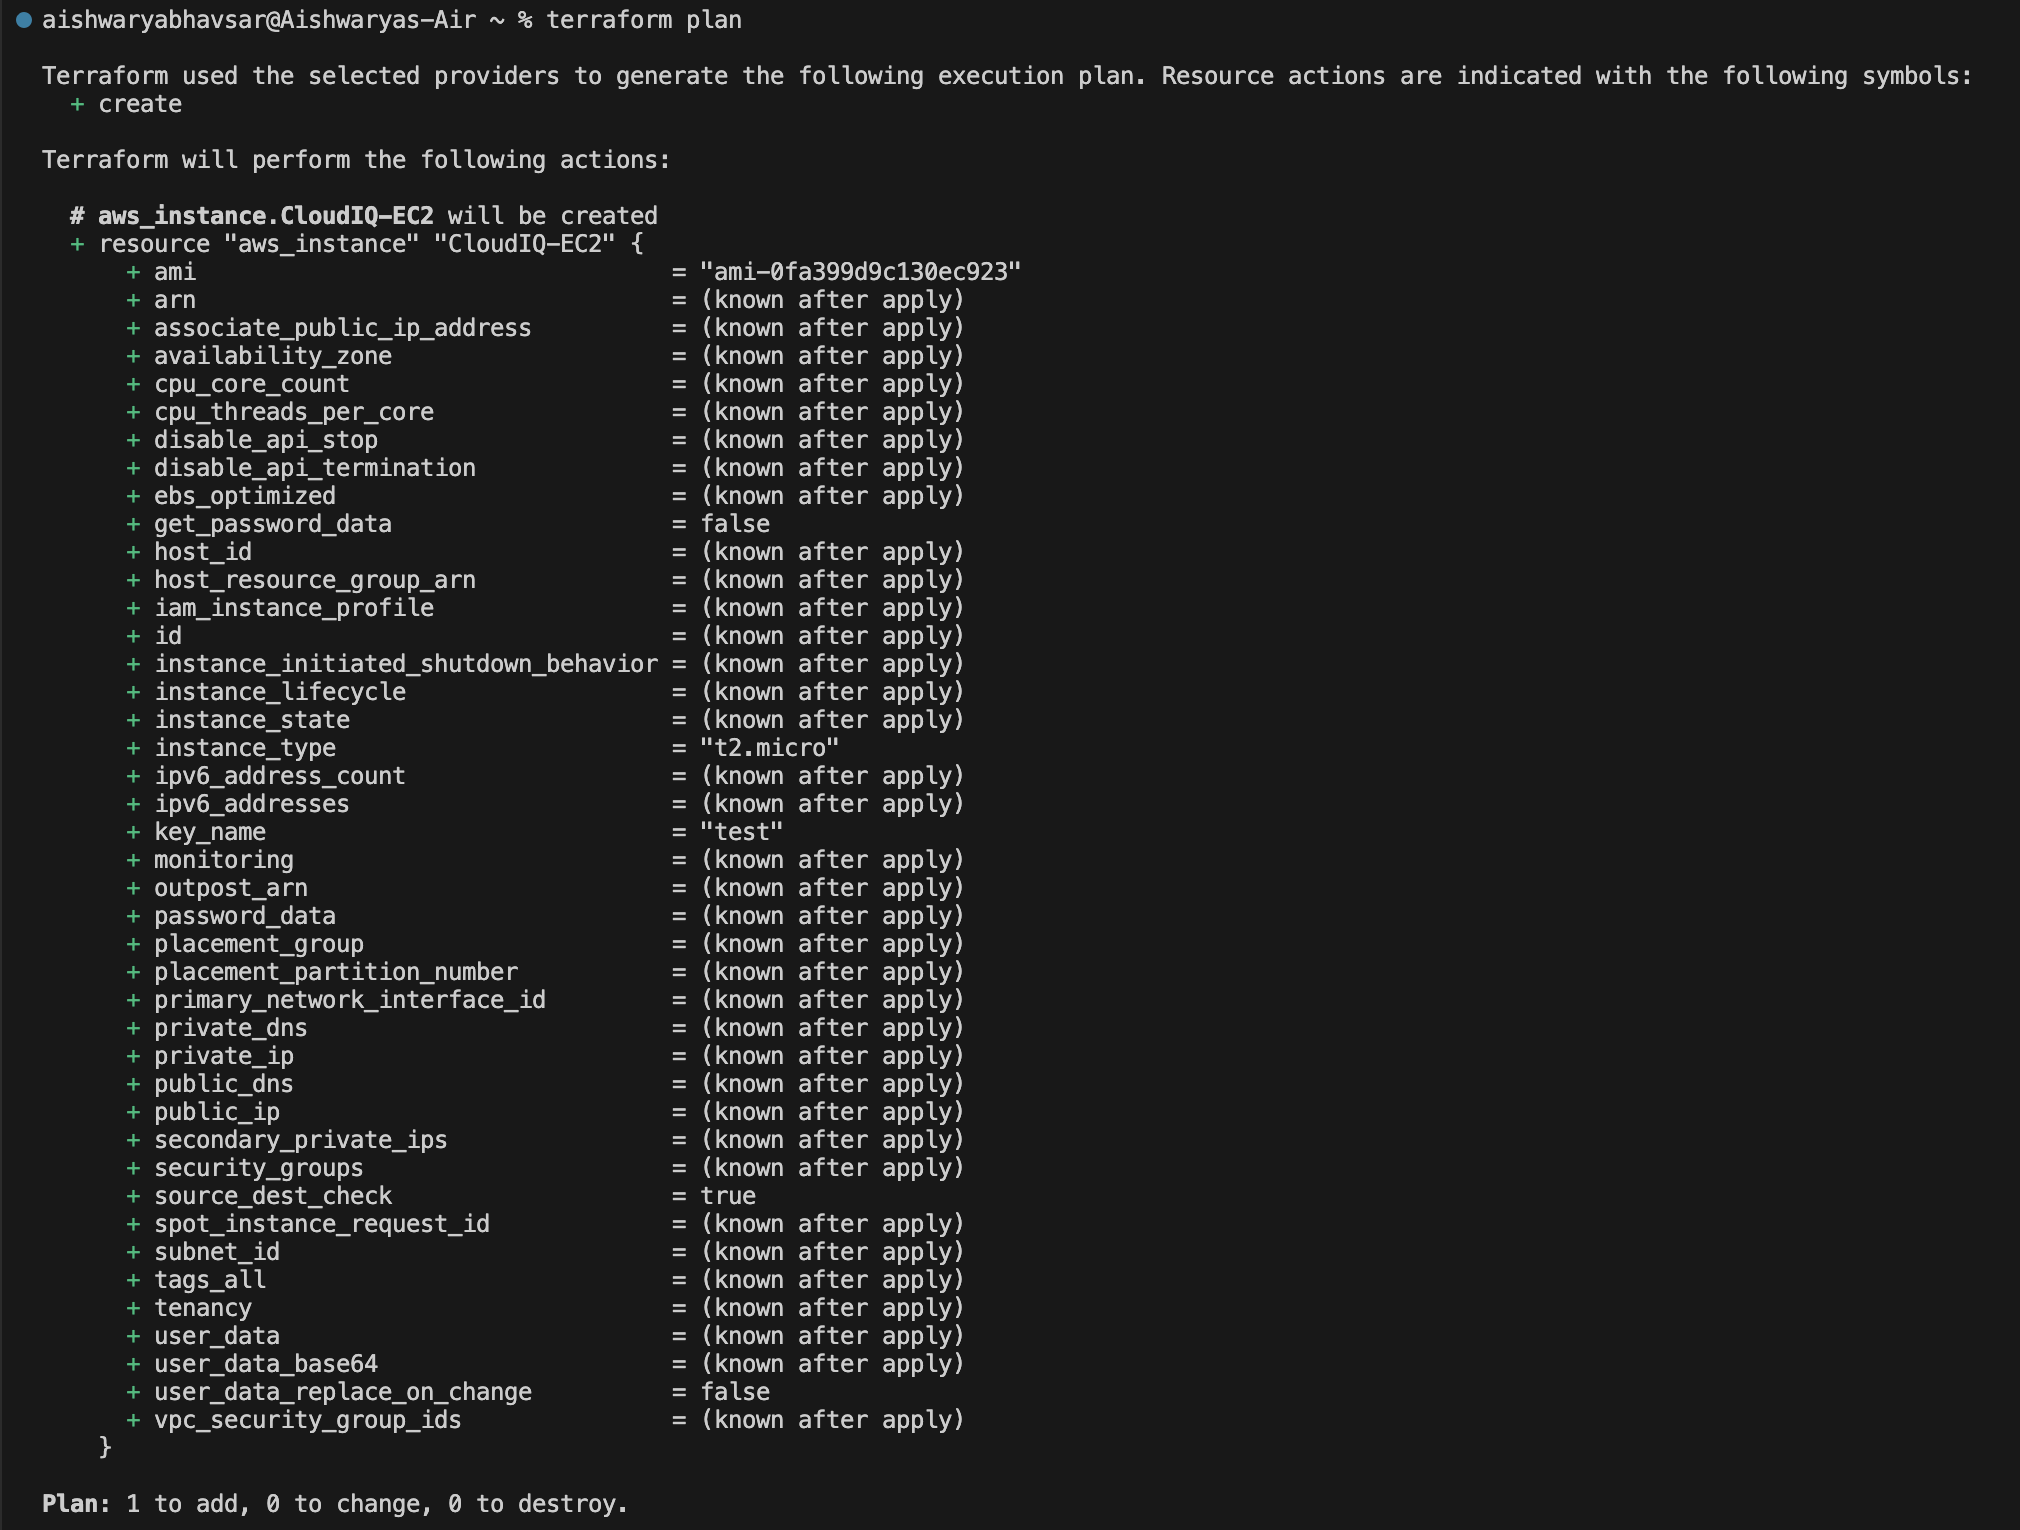 aishwaryabhavsar@Aishwaryas-Air ~ % terraform plan
Terraform used the selected providers to generate the following execution plan. Resource actions are indicated with the following symbols:
+ create
Terraform will perform the following actions:
# aws_instance.CloudIQ-EC2 will be created
+ resource "aws_instance" "CloudIQ-EC2" {
+ ami = "ami-0fa399d9c130ec923"
+ arn = (known after apply)
+ associate_public_ip_address = (known after apply)
+ availability_zone = (known after apply)
+ cpu_core_count = (known after apply)
+ cpu_threads_per_core = (known after apply)
+ disable_api_stop = (known after apply)
+ disable_api_termination = (known after apply)
+ ebs_optimized = (known after apply)
+ get_password_data = false
+ host_id = (known after apply)
+ host_resource_group_arn = (known after apply)
+ iam_instance_profile = (known after apply)
+ id = (known after apply)
+ instance_initiated_shutdown_behavior = (known after apply)
+ instance_lifecycle = (known after apply)
+ instance_state = (known after apply)
+ instance_type = "t2.micro"
+ ipv6_address_count = (known after apply)
+ ipv6_addresses = (known after apply)
+ key_name = "test"
+ monitoring = (known after apply)
+ outpost_arn = (known after apply)
+ password_data = (known after apply)
+ placement_group = (known after apply)
+ placement_partition_number = (known after apply)
+ primary_network_interface_id = (known after apply)
+ private_dns = (known after apply)
+ private_ip = (known after apply)
+ public_dns = (known after apply)
+ public_ip = (known after apply)
+ secondary_private_ips = (known after apply)
+ security_groups = (known after apply)
+ source_dest_check = true
+ spot_instance_request_id = (known after apply)
+ subnet_id = (known after apply)
+ tags_all = (known after apply)
+ tenancy = (known after apply)
+ user_data = (known after apply)
+ user_data_base64 = (known after apply)
+ user_data_replace_on_change = false
+ vpc_security_group_ids = (known after apply)
}
Plan: 1 to add, 0 to change, 0 to destroy.